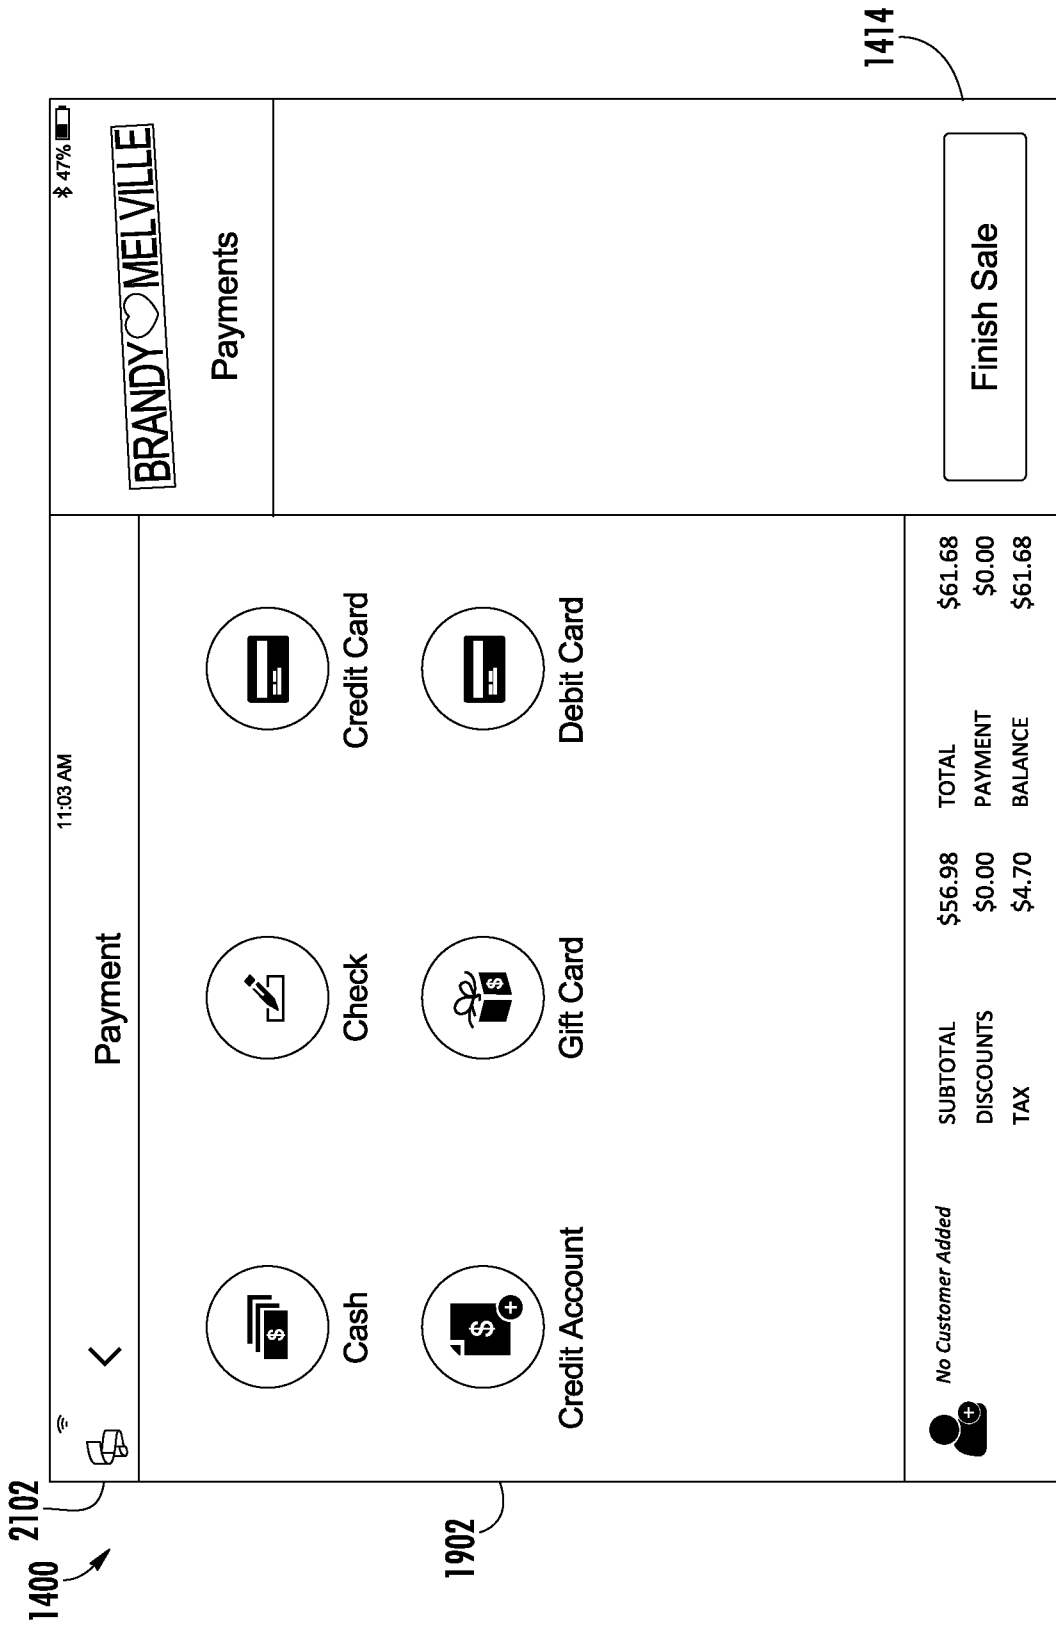 1400
2102
11:03 AM
47%
Payment
BRANDY MELVILLE
Payments
Cash
Check
Credit Card
Credit Account
Gift Card
Debit Card
1902
No Customer Added
SUBTOTAL $56.98 TOTAL $61.68
DISCOUNTS $0.00 PAYMENT $0.00
TAX $4.70 BALANCE $61.68
Finish Sale
1414